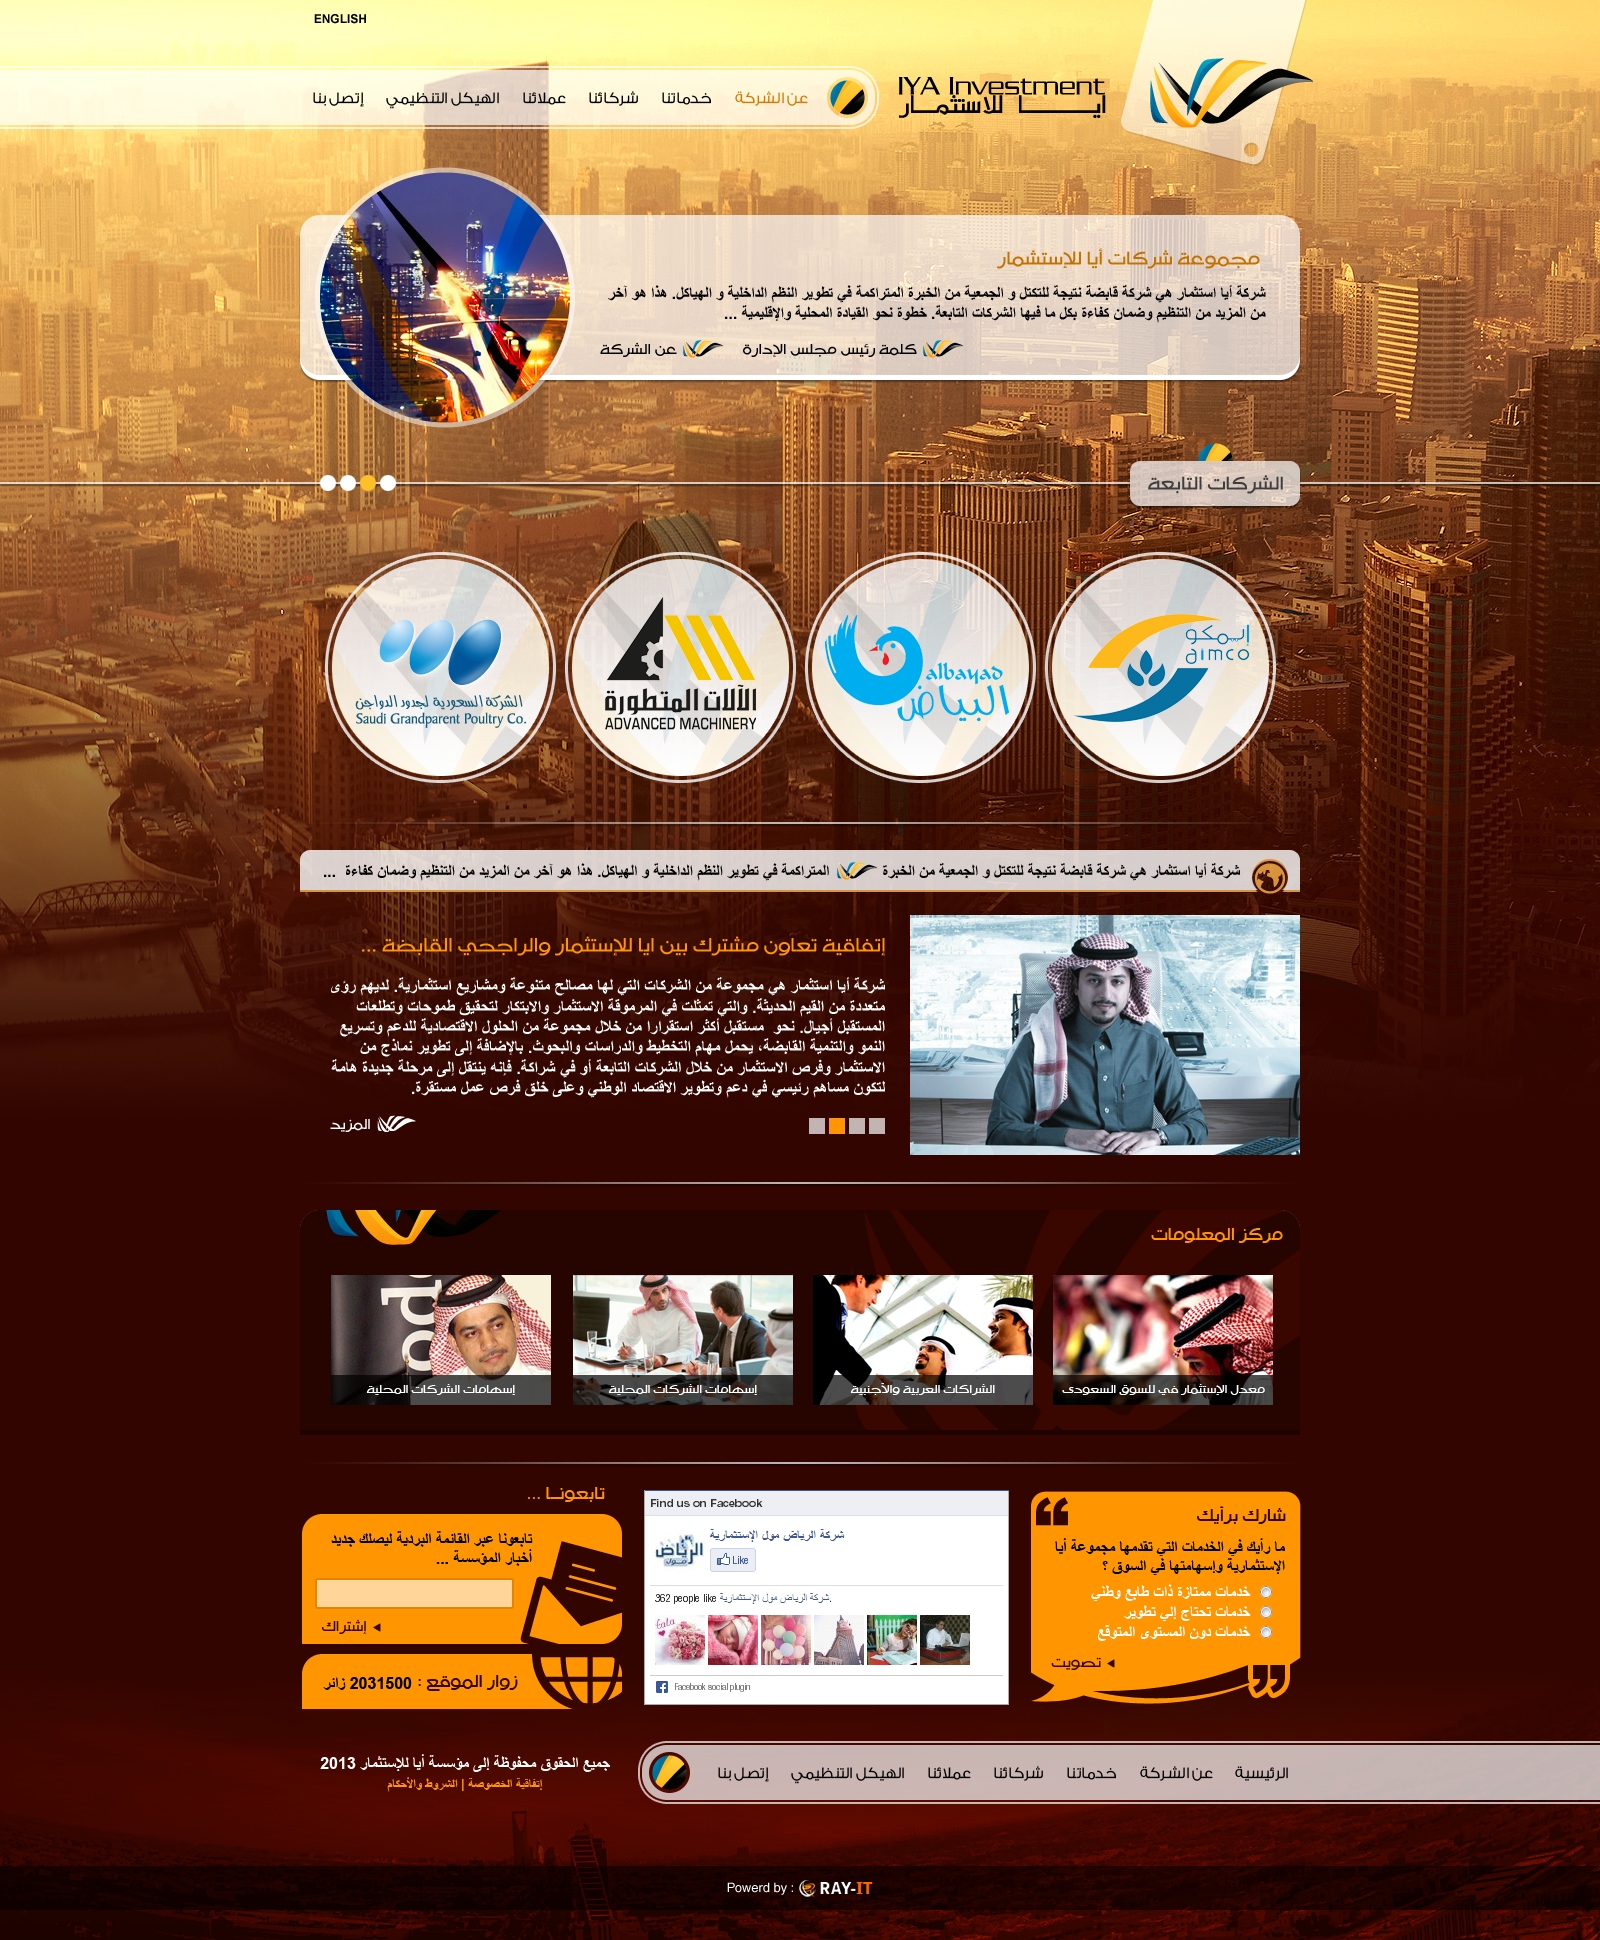 ENGLISH
IYA Investment
ايــــا للاستثمـار
عن الشركة
خدماتنا
شركائنا
عملائنا
الهيكل التنظيمي
إتصل بنا
مجموعة شركات أيا للإستثمار
شركة أيا استثمار هي شركة قابضة نتيجة للتكتل و الجمعية من الخبرة المتراكمة في تطوير النظم الداخلية و الهياكل. هذا هو آخر
من المزيد من التنظيم وضمان كفاءة بكل ما فيها الشركات التابعة. خطوة نحو القيادة المحلية والإقليمية ...
كلمة رئيس مجلس الإدارة
عن الشركة
الشركات التابعة
إيمكو
aimco
albayad
البياض
الآلات المتطورة
ADVANCED MACHINERY
الشركة السعودية لجدود الدواجن
Saudi Grandparent Poultry Co.
شركة أيا استثمار هي شركة قابضة نتيجة للتكتل و الجمعية من الخبرة المتراكمة في تطوير النظم الداخلية و الهياكل. هذا هو آخر من المزيد من التنظيم وضمان كفاءة ...
إتفاقية تعاون مشترك بين ايا للإستثمار والراجحي القابضة ...
شركة أيا استثمار هي مجموعة من الشركات التي لها مصالح متنوعة ومشاريع استثمارية. لديهم رؤى
متعددة من القيم الحديثة. والتي تمثلت في المرموقة الاستثمار والابتكار لتحقيق طموحات وتطلعات
المستقبل أجيال. نحو مستقبل أكثر استقرارا من خلال مجموعة من الحلول الاقتصادية للدعم وتسريع
النمو والتنمية القابضة، يحمل مهام التخطيط والدراسات والبحوث. بالإضافة إلى تطوير نماذج من
الاستثمار وفرص الاستثمار من خلال الشركات التابعة أو في شراكة. فإنه ينتقل إلى مرحلة جديدة هامة
لتكون مساهم رئيسي في دعم وتطوير الاقتصاد الوطني وعلى خلق فرص عمل مستقرة.
المزيد
مركز المعلومات
معدل الإستثمار في للسوق السعودى
الشراكات العربية والأجنبية
إسهامات الشركات المحلية
إسهامات الشركات المحلية
شارك برأيك
ما رأيك في الخدمات التي تقدمها مجموعة أيا
الإستثمارية وإسهامتها في السوق ؟
خدمات ممتازة ذات طابع وطني
خدمات تحتاج إلي تطوير
خدمات دون المستوى المتوقع
تصويت
Find us on Facebook
شركة الرياض مول الإستثمارية
الرياض مول
Like
362 people like شركة الرياض مول الإستثمارية.
Facebook social plugin
تابعونـــا ...
تابعونا عبر القائمة البردية ليصلك جديد
أخبار المؤسسة ...
إشتراك
زوار الموقع : 2031500 زائر
الرئيسية
عن الشركة
خدماتنا
شركائنا
عملائنا
الهيكل التنظيمي
إتصل بنا
جميع الحقوق محفوظة إلى مؤسسة أيا للإستثمار 2013
إتفاقية الخصوصة | الشروط والأحكام
Powerd by : RAY-IT